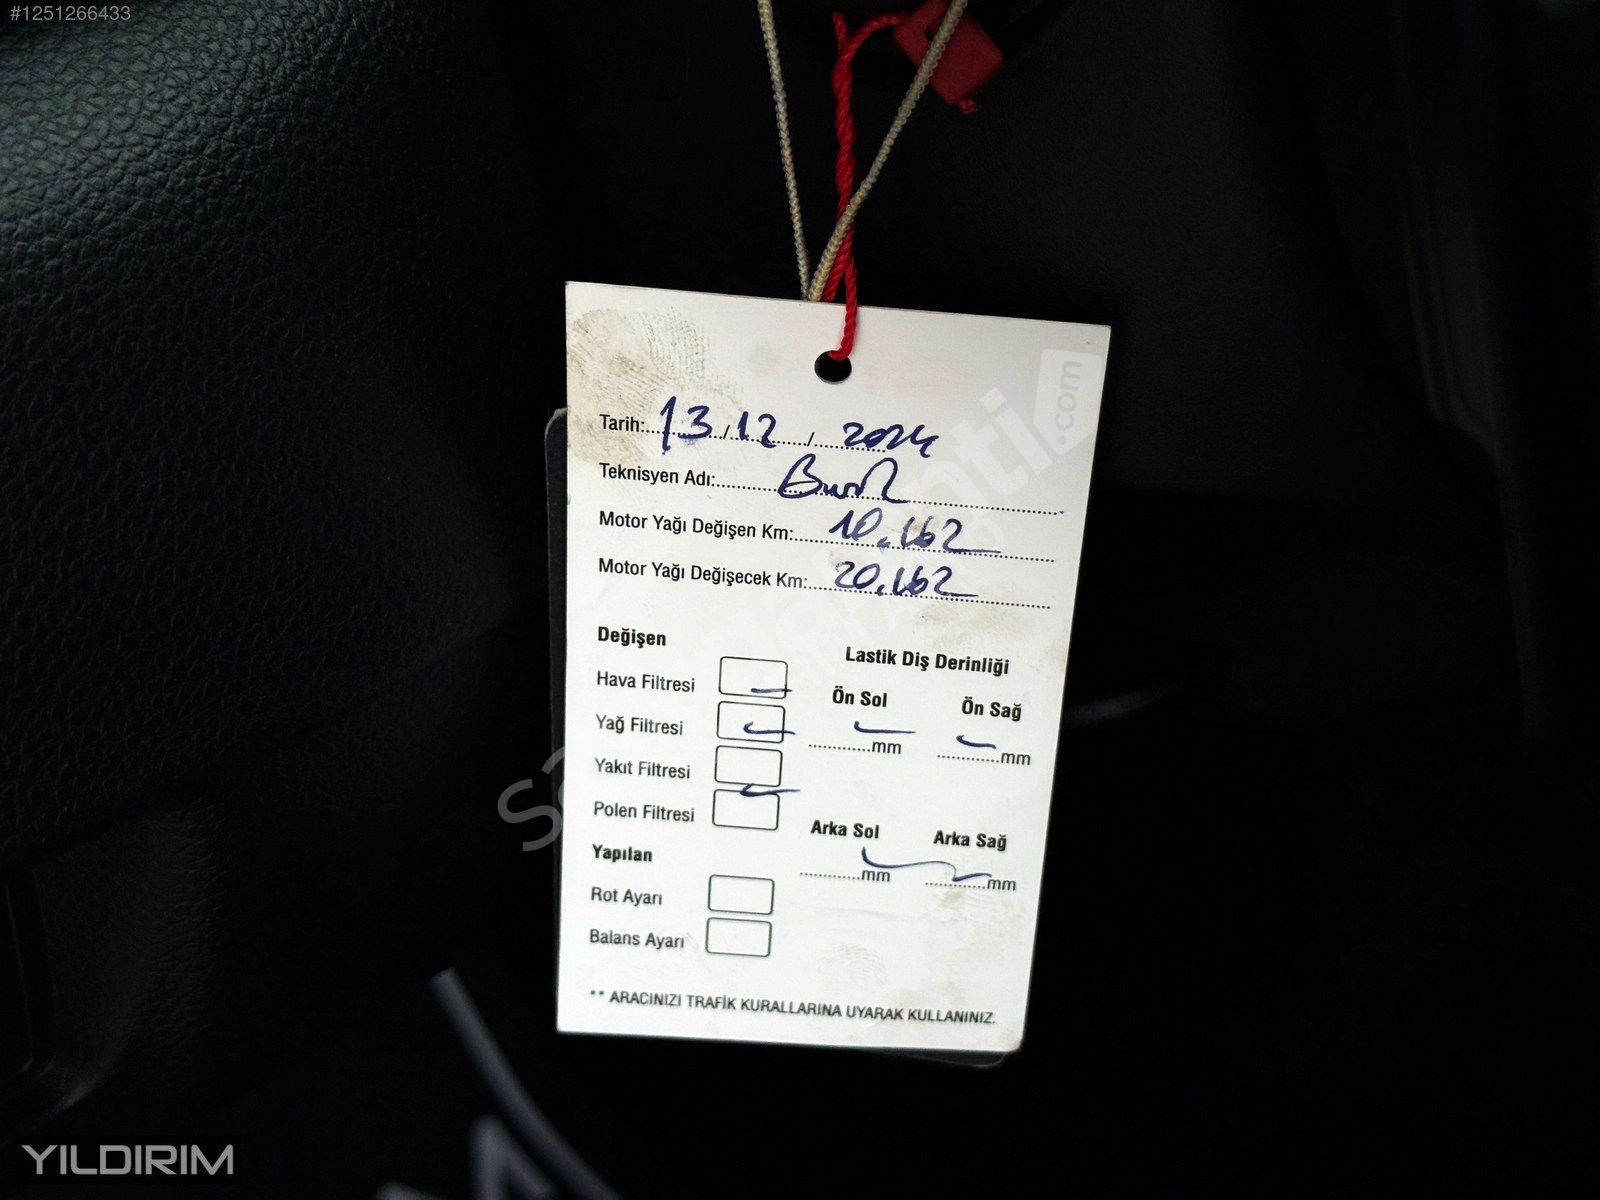 #1251266433
sahibinden.com
Tarih: 13 / 12 / 2024
Teknisyen Adı:
Motor Yağı Değişen Km: 10.162
Motor Yağı Değişecek Km: 20.162
Değişen
Lastik Diş Derinliği
Hava Filtresi
Ön Sol
Ön Sağ
Yağ Filtresi
mm
mm
Yakıt Filtresi
Polen Filtresi
Arka Sol
Arka Sağ
Yapılan
mm
mm
Rot Ayarı
Balans Ayarı
** ARACINIZI TRAFİK KURALLARINA UYARAK KULLANINIZ.
YILDIRIM